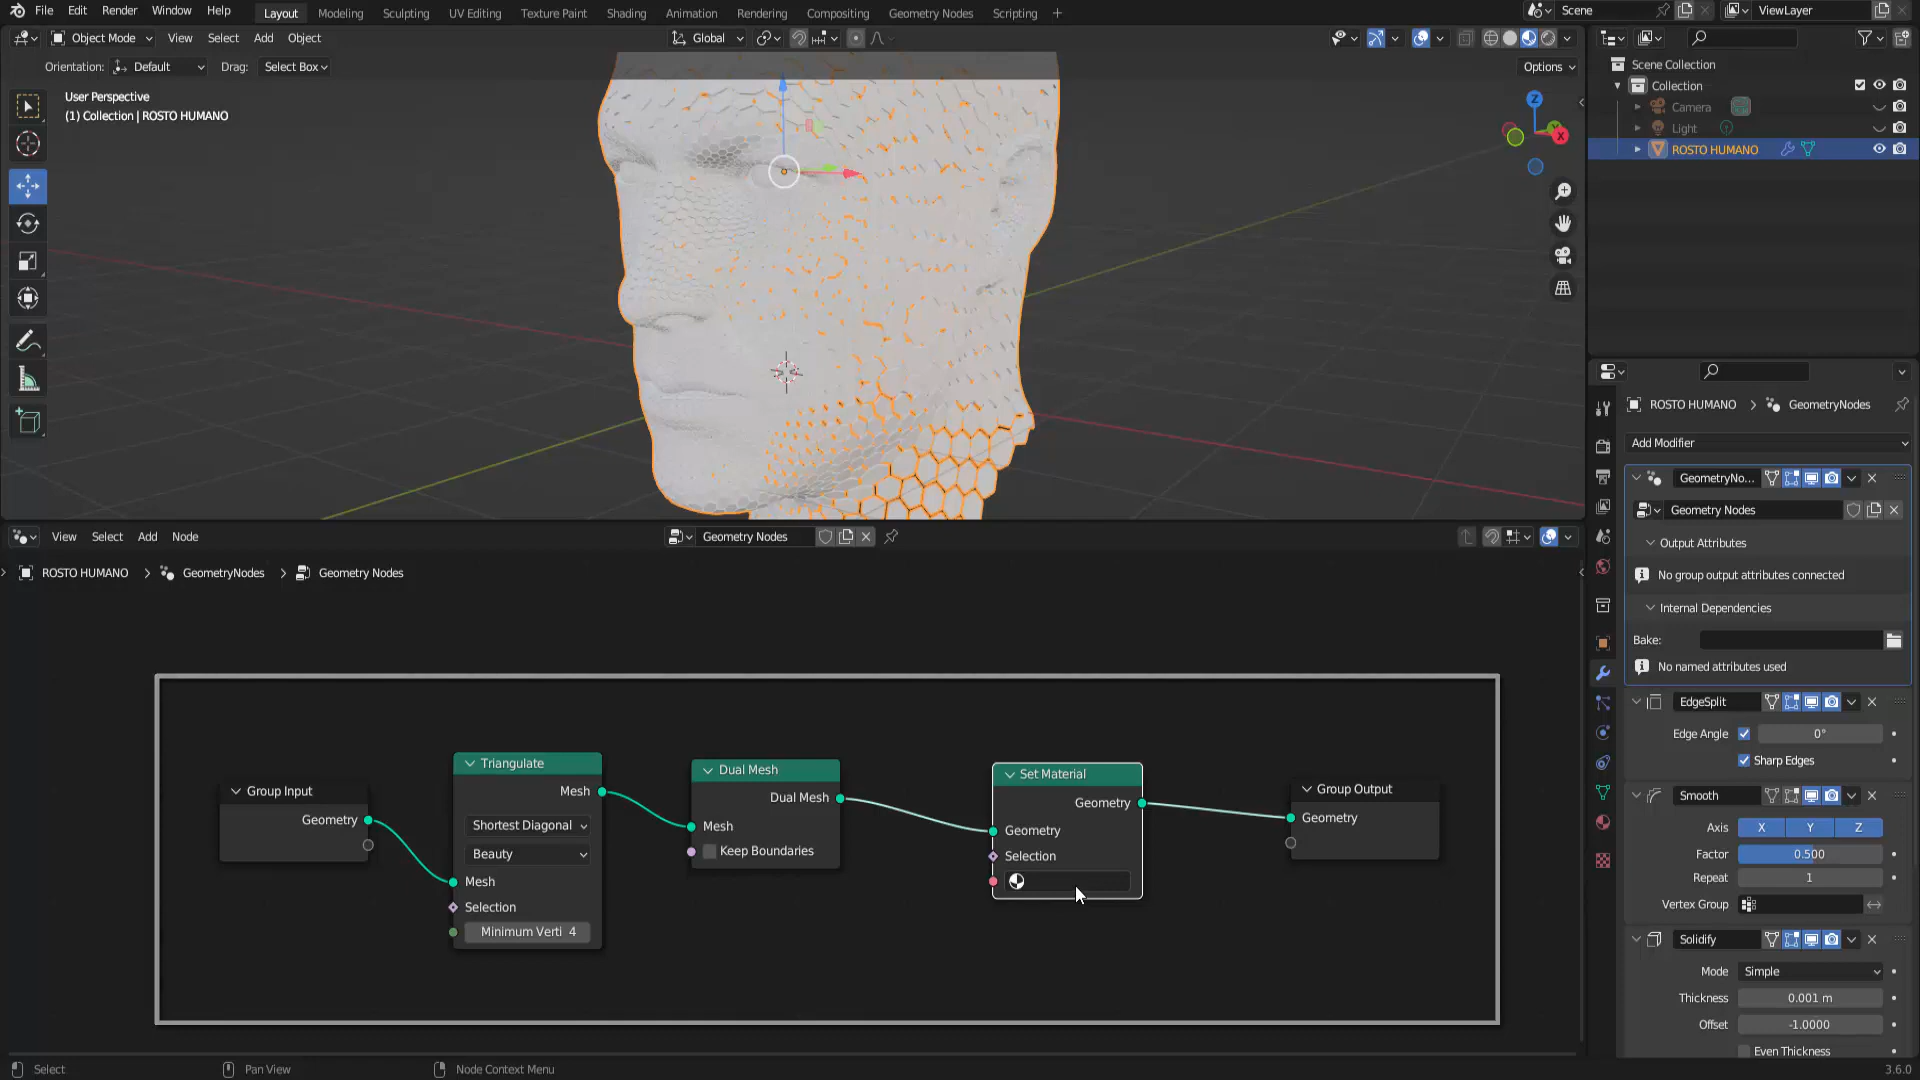 File Edit Render Window Help Layout Modeling Sculpting UV Editing Texture Paint Shading Animation Rendering Compositing Geometry Nodes Scripting + Scene ViewLayer
Object Mode View Select Add Object Global
Orientation: Default Drag: Select Box Options
User Perspective
(1) Collection | ROSTO HUMANO
Z
X
Scene Collection
Collection
Camera
Light
ROSTO HUMANO
ROSTO HUMANO > GeometryNodes
Add Modifier
GeometryNo...
Geometry Nodes
Output Attributes
No group output attributes connected
Internal Dependencies
Bake:
No named attributes used
EdgeSplit
Edge Angle 0°
Sharp Edges
Smooth
Axis X Y Z
Factor 0.500
Repeat 1
Vertex Group
Solidify
Mode Simple
Thickness 0.001 m
Offset -1.0000
Even Thickness
View Select Add Node Geometry Nodes
ROSTO HUMANO > GeometryNodes > Geometry Nodes
Group Input
Geometry
Triangulate
Mesh
Shortest Diagonal
Beauty
Mesh
Selection
Minimum Verti 4
Dual Mesh
Dual Mesh
Mesh
Keep Boundaries
Set Material
Geometry
Geometry
Selection
Group Output
Geometry
Select Pan View Node Context Menu 3.6.0